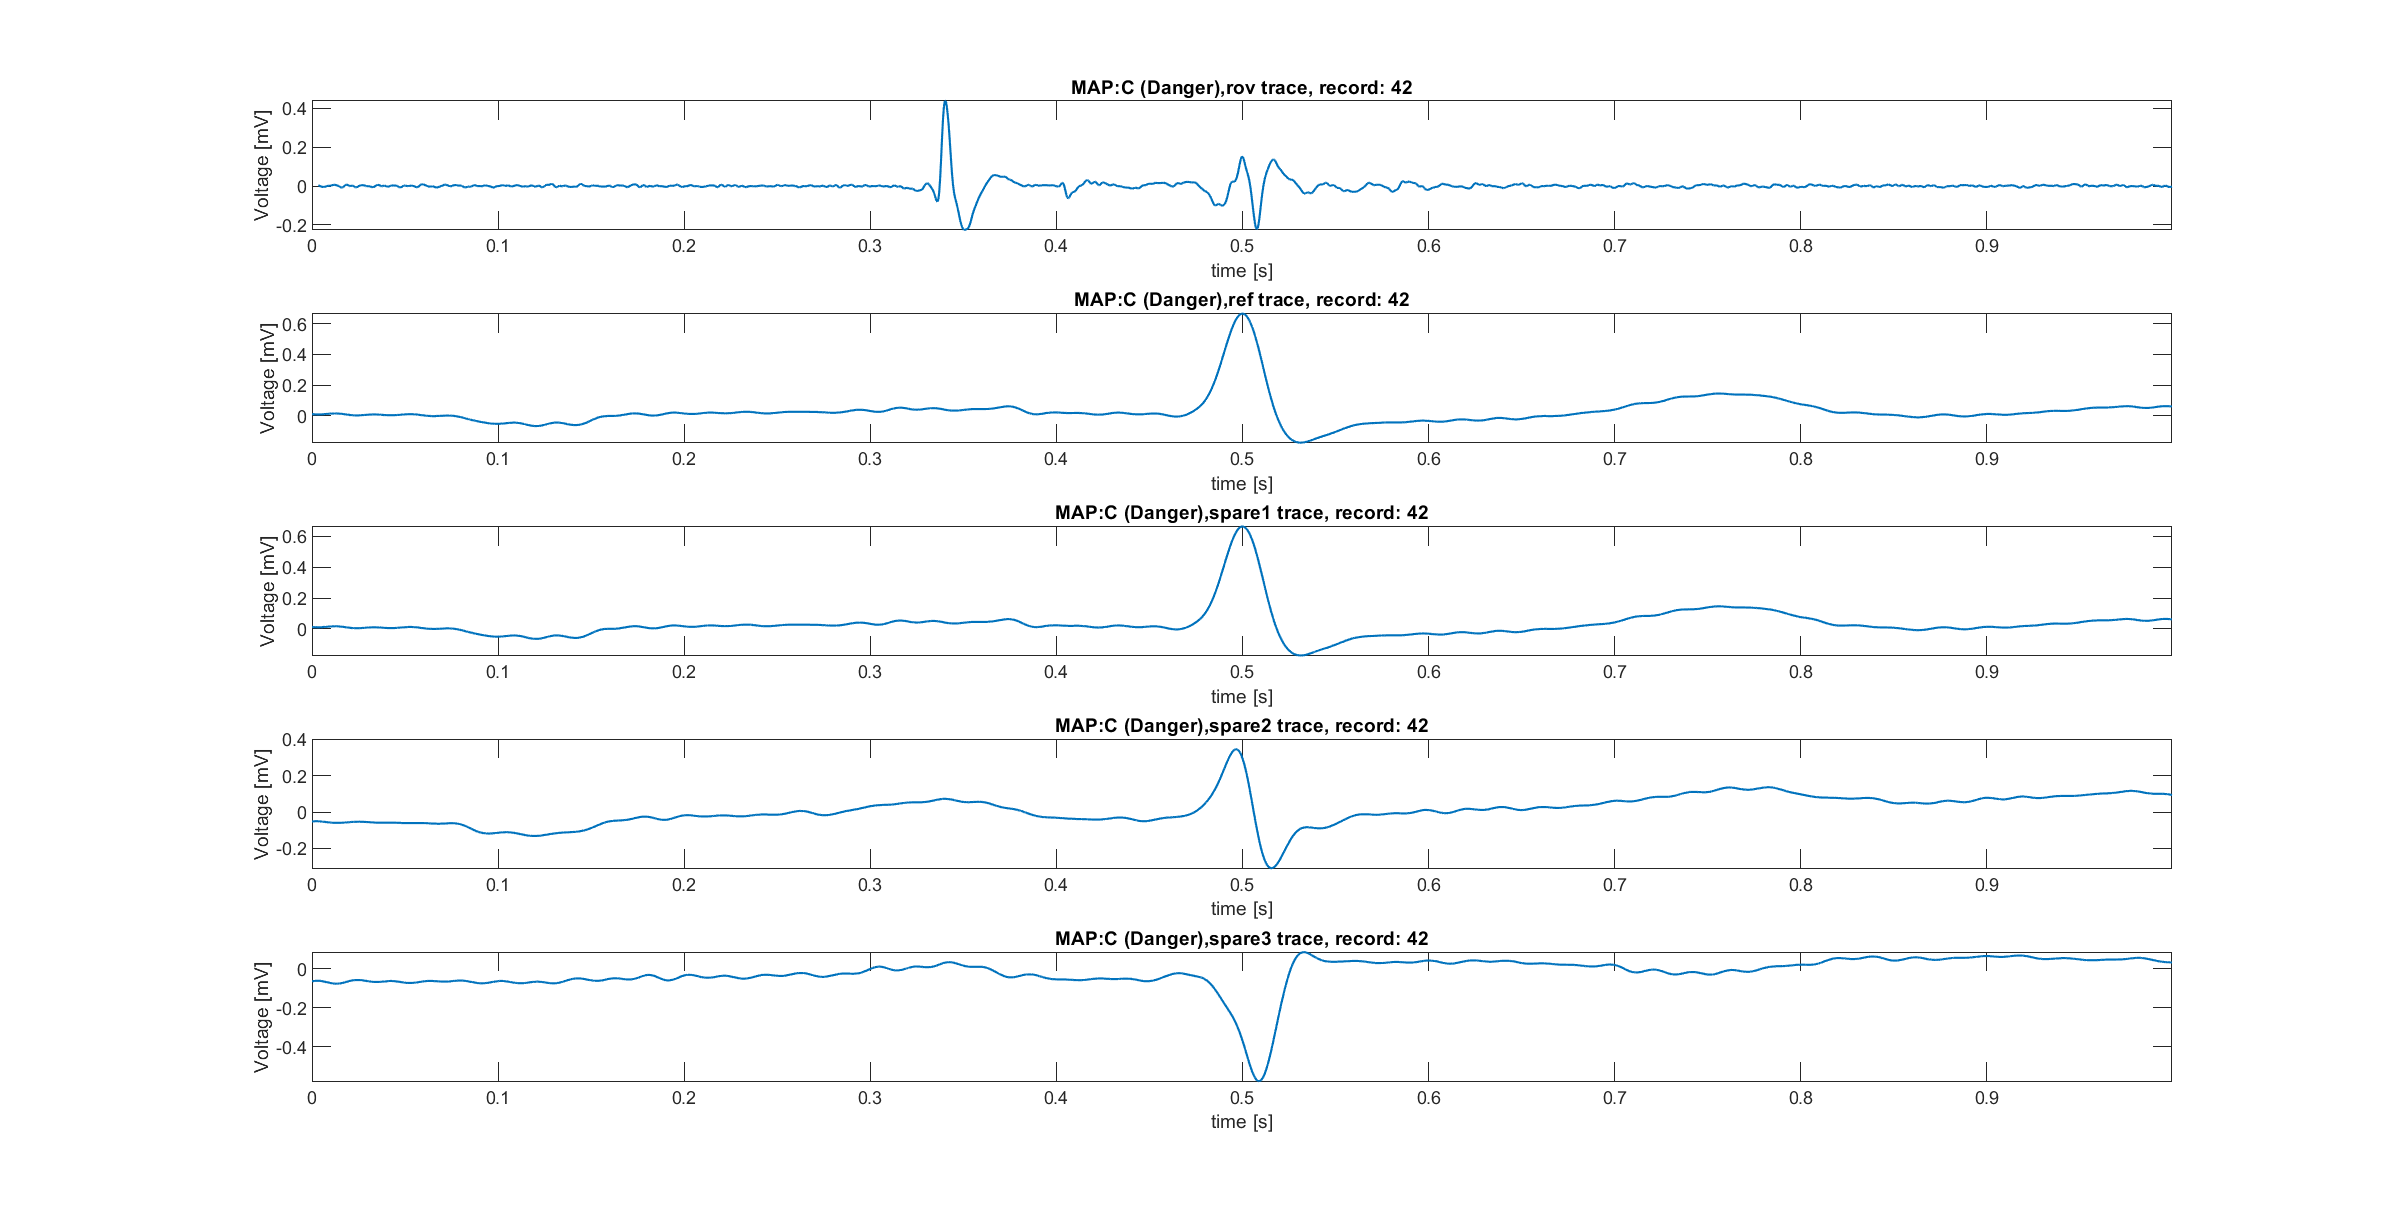 MAP:C (Danger),rov trace, record: 42
Voltage [mV]
0.4
0.2
0
-0.2
0 0.1 0.2 0.3 0.4 0.5 0.6 0.7 0.8 0.9
time [s]
MAP:C (Danger),ref trace, record: 42
Voltage [mV]
0.6
0.4
0.2
0
0 0.1 0.2 0.3 0.4 0.5 0.6 0.7 0.8 0.9
time [s]
MAP:C (Danger),spare1 trace, record: 42
Voltage [mV]
0.6
0.4
0.2
0
0 0.1 0.2 0.3 0.4 0.5 0.6 0.7 0.8 0.9
time [s]
MAP:C (Danger),spare2 trace, record: 42
Voltage [mV]
0.4
0.2
0
-0.2
0 0.1 0.2 0.3 0.4 0.5 0.6 0.7 0.8 0.9
time [s]
MAP:C (Danger),spare3 trace, record: 42
Voltage [mV]
0
-0.2
-0.4
0 0.1 0.2 0.3 0.4 0.5 0.6 0.7 0.8 0.9
time [s]